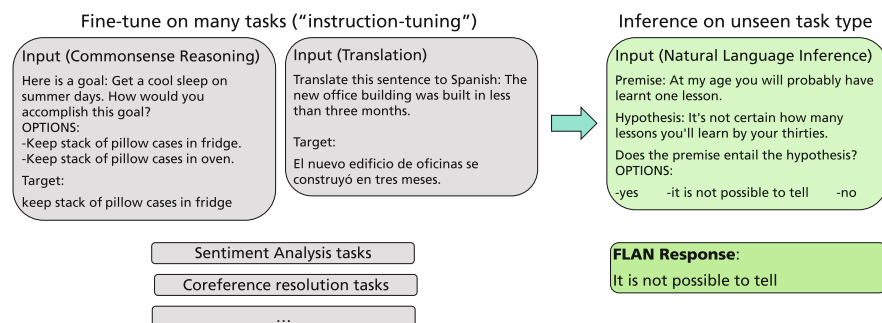 Fine-tune on many tasks (“instruction-tuning”)
Input (Commonsense Reasoning)
Here is a goal: Get a cool sleep on
summer days. How would you
accomplish this goal?
OPTIONS:
-Keep stack of pillow cases in fridge.
-Keep stack of pillow cases in oven.
Target:
keep stack of pillow cases in fridge
Input (Translation)
Translate this sentence to Spanish: The
new office building was built in less
than three months.
Target:
El nuevo edificio de oficinas se
construyó en tres meses.
Sentiment Analysis tasks
Coreference resolution tasks
...
Inference on unseen task type
Input (Natural Language Inference)
Premise: At my age you will probably have
learnt one lesson.
Hypothesis: It's not certain how many
lessons you'll learn by your thirties.
Does the premise entail the hypothesis?
OPTIONS:
-yes -it is not possible to tell -no
FLAN Response:
It is not possible to tell